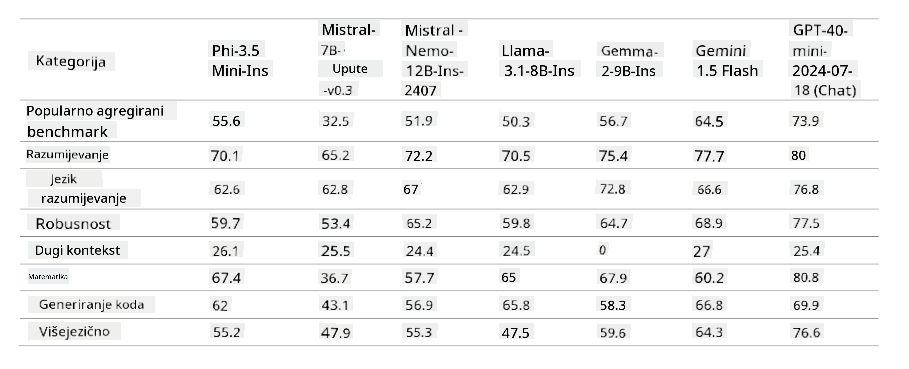 Kategorija Phi-3.5 Mini-Ins Mistral-7B-Upute-v0.3 Mistral -Nemo-12B-Ins-2407 Llama-3.1-8B-Ins Gemma-2-9B-Ins Gemini 1.5 Flash GPT-40-mini-2024-07-18 (Chat)
Popularno agregirani benchmark 55.6 32.5 51.9 50.3 56.7 64.5 73.9
Razumijevanje 70.1 65.2 72.2 70.5 75.4 77.7 80
Jezik razumijevanje 62.6 62.8 67 62.9 72.8 66.6 76.8
Robusnost 59.7 53.4 65.2 59.8 64.7 68.9 77.5
Dugi kontekst 26.1 25.5 24.4 24.5 0 27 25.4
Matematika 67.4 36.7 57.7 65 67.9 60.2 80.8
Generiranje koda 62 43.1 56.9 65.8 58.3 66.8 69.9
Višejezično 55.2 47.9 55.3 47.5 59.6 64.3 76.6